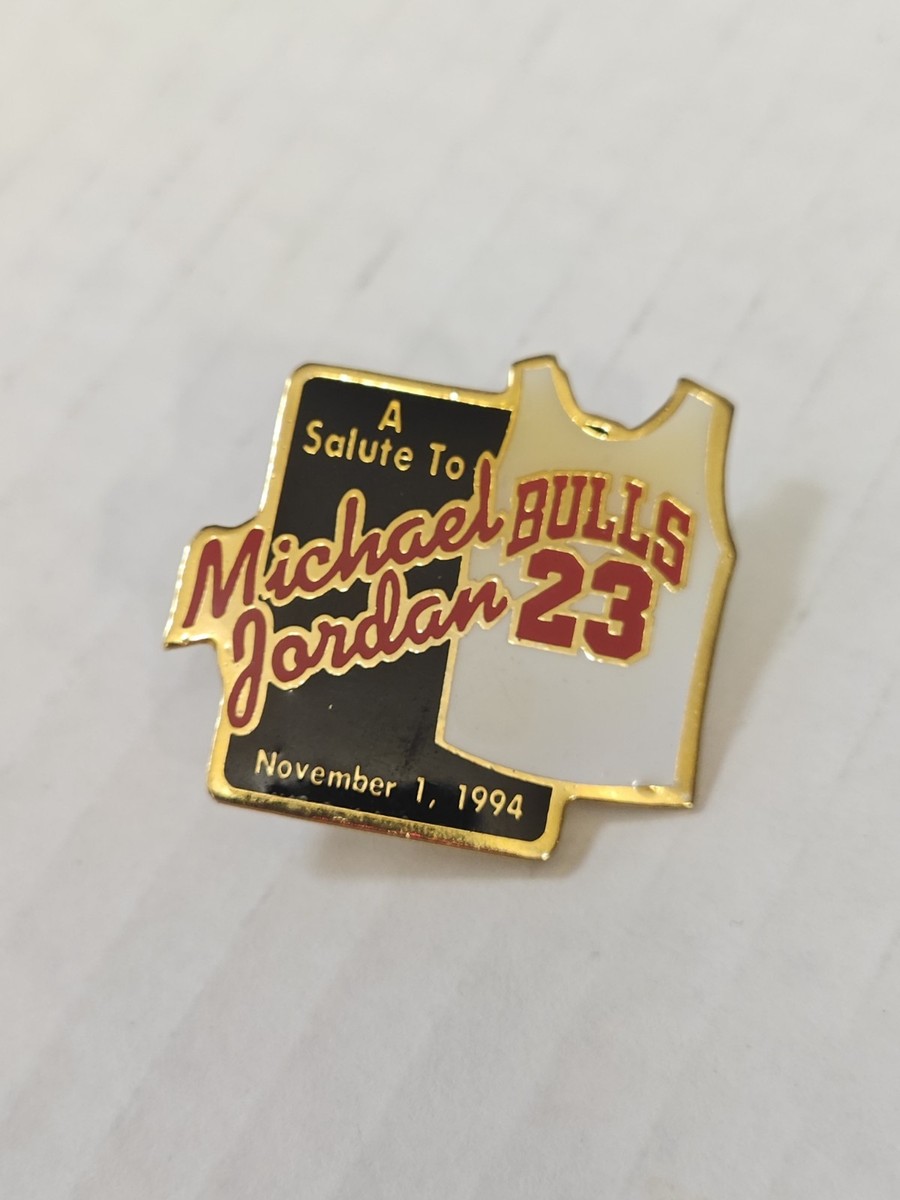 A
Salute To
Michael
Jordan
BULLS
23
November 1, 1994